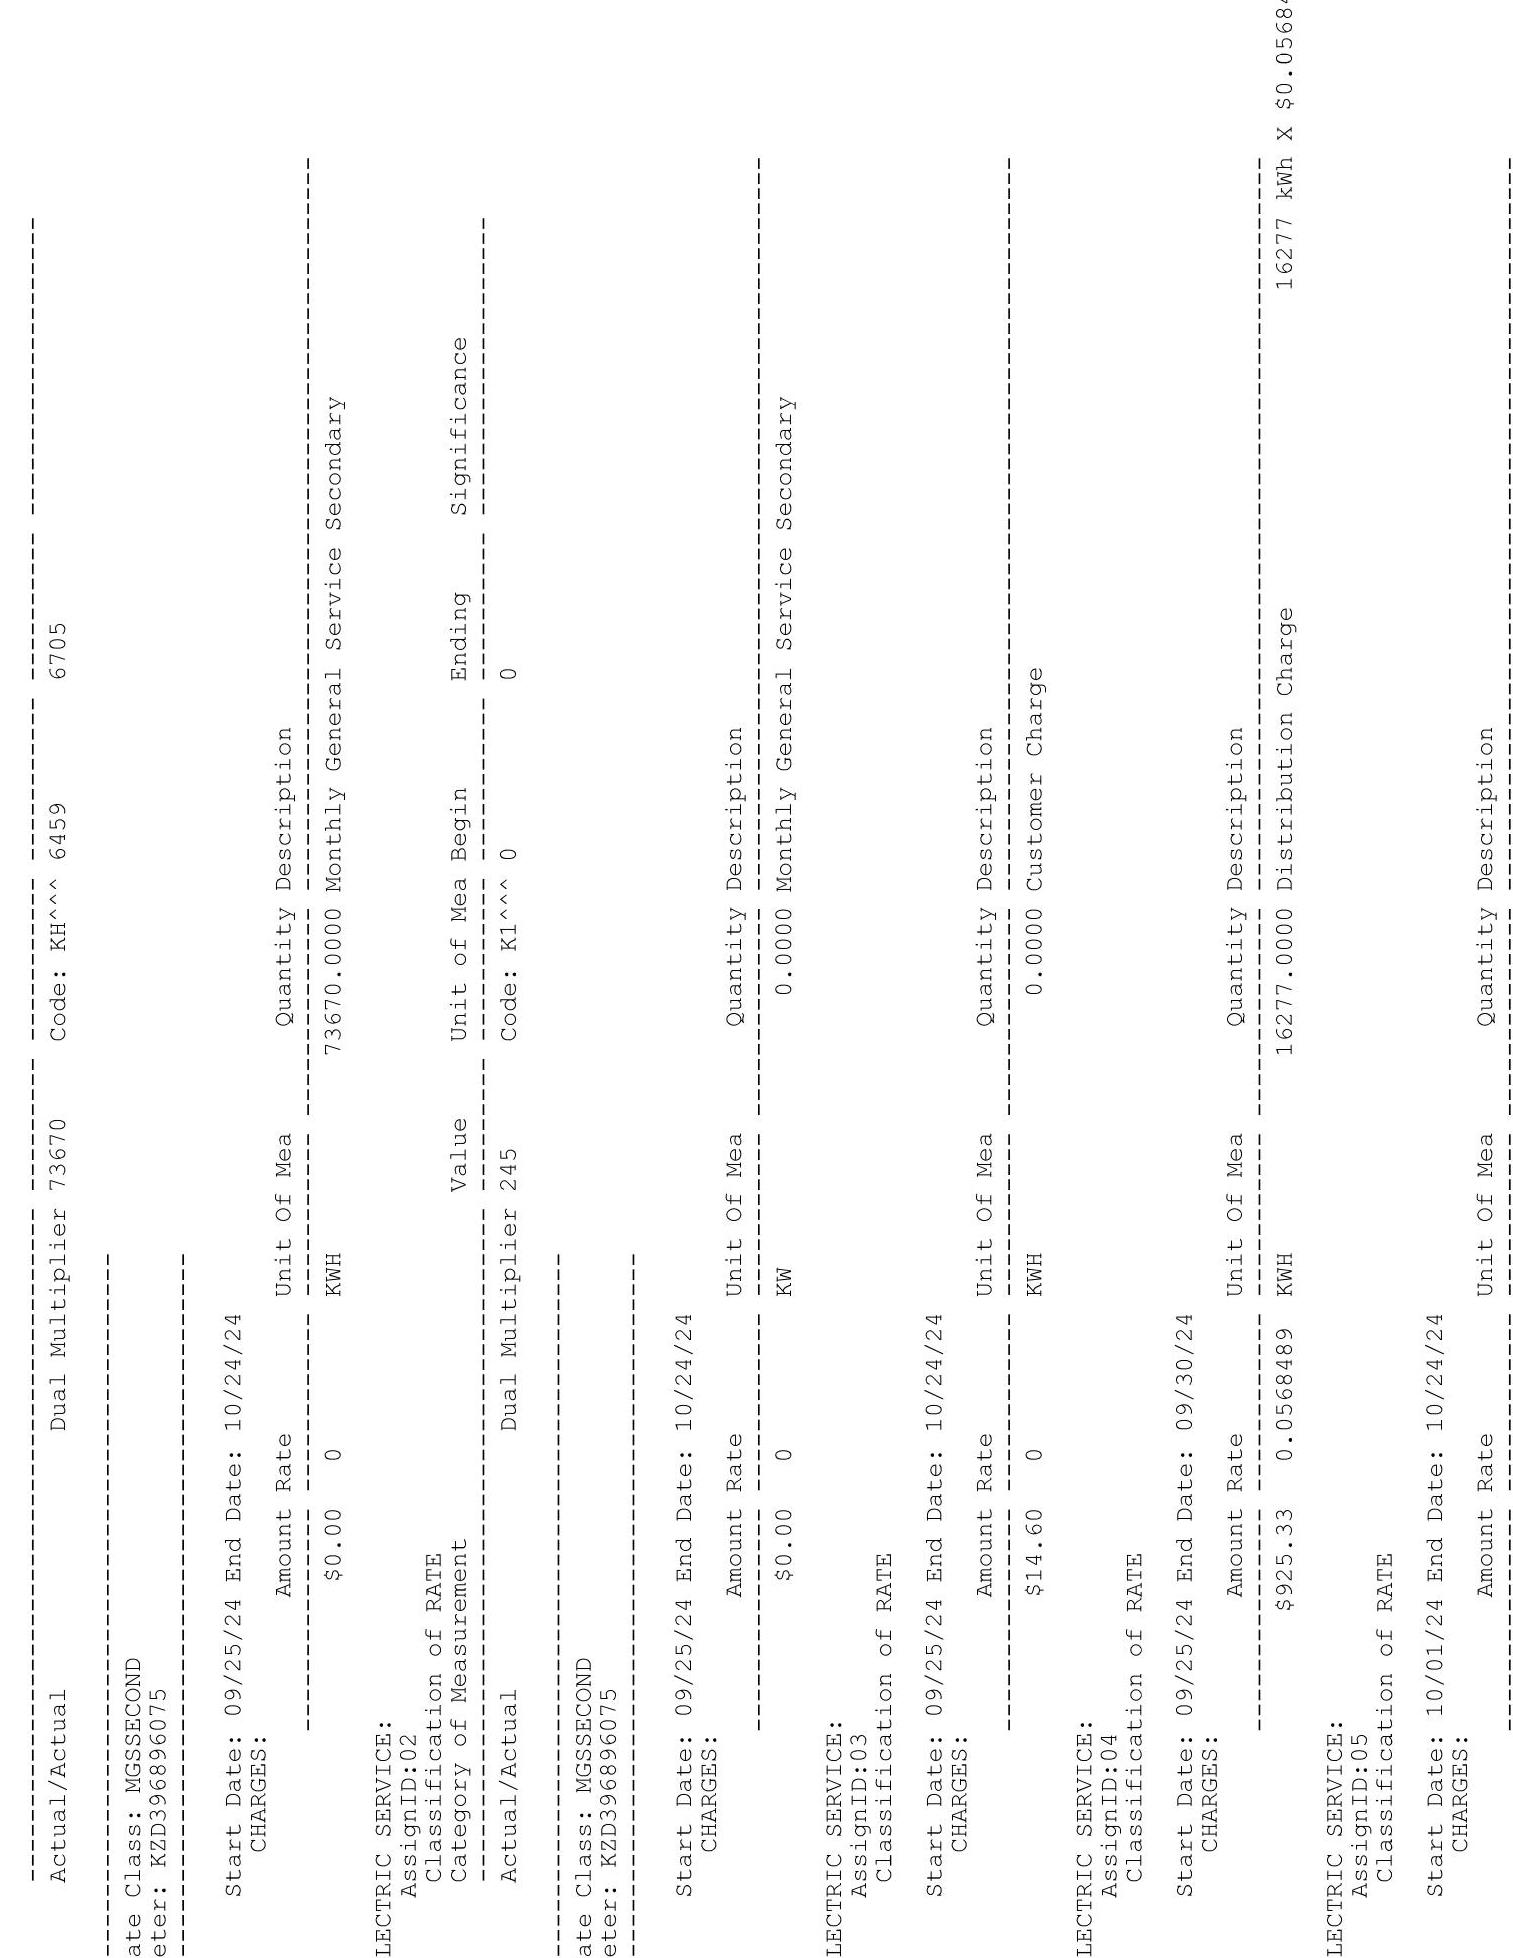 Actual/Actual Dual Multiplier 73670 Code: KH^^^ 6459 6705
ate Class: MGSSECOND
eter: KZD396896075
Start Date: 09/25/24 End Date: 10/24/24
CHARGES:
Amount Rate Unit Of Mea Quantity Description
$0.00 0 KWH 73670.0000 Monthly General Service Secondary
LECTRIC SERVICE:
AssignID:02
Classification of RATE
Category of Measurement Value Unit of Mea Begin Ending Significance
Actual/Actual Dual Multiplier 245 Code: K1^^^ 0 0
ate Class: MGSSECOND
eter: KZD396896075
Start Date: 09/25/24 End Date: 10/24/24
CHARGES:
Amount Rate Unit Of Mea Quantity Description
$0.00 0 KW 0.0000 Monthly General Service Secondary
LECTRIC SERVICE:
AssignID:03
Classification of RATE
Start Date: 09/25/24 End Date: 10/24/24
CHARGES:
Amount Rate Unit Of Mea Quantity Description
$14.60 0 KWH 0.0000 Customer Charge
LECTRIC SERVICE:
AssignID:04
Classification of RATE
Start Date: 09/25/24 End Date: 09/30/24
CHARGES:
Amount Rate Unit Of Mea Quantity Description
$925.33 0.0568489 KWH 16277.0000 Distribution Charge 16277 kWh X $0.0568
LECTRIC SERVICE:
AssignID:05
Classification of RATE
Start Date: 10/01/24 End Date: 10/24/24
CHARGES:
Amount Rate Unit Of Mea Quantity Description